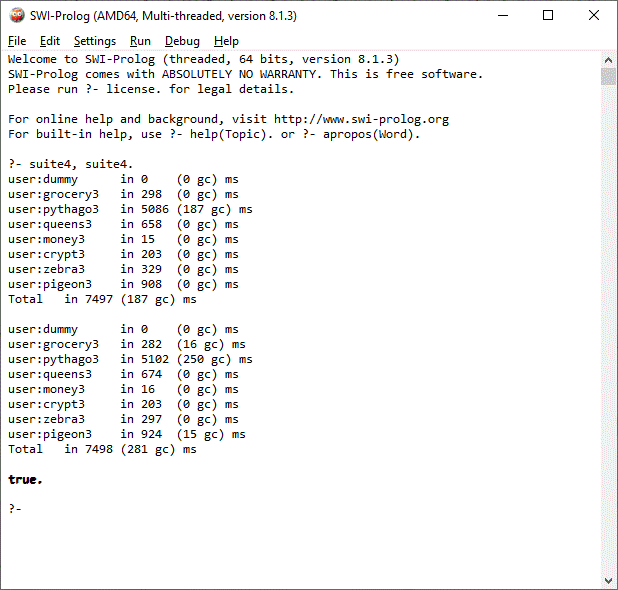 SWI-Prolog (AMD64, Multi-threaded, version 8.1.3)
File Edit Settings Run Debug Help
Welcome to SWI-Prolog (threaded, 64 bits, version 8.1.3)
SWI-Prolog comes with ABSOLUTELY NO WARRANTY. This is free software.
Please run ?- license. for legal details.

For online help and background, visit http://www.swi-prolog.org
For built-in help, use ?- help(Topic). or ?- apropos(Word).

?- suite4, suite4.
user:dummy      in 0    (0 gc) ms
user:grocery3   in 298  (0 gc) ms
user:pythago3   in 5086 (187 gc) ms
user:queens3    in 658  (0 gc) ms
user:money3     in 15   (0 gc) ms
user:crypt3     in 203  (0 gc) ms
user:zebra3     in 329  (0 gc) ms
user:pigeon3    in 908  (0 gc) ms
Total   in 7497 (187 gc) ms

user:dummy      in 0    (0 gc) ms
user:grocery3   in 282  (16 gc) ms
user:pythago3   in 5102 (250 gc) ms
user:queens3    in 674  (0 gc) ms
user:money3     in 16   (0 gc) ms
user:crypt3     in 203  (0 gc) ms
user:zebra3     in 297  (0 gc) ms
user:pigeon3    in 924  (15 gc) ms
Total   in 7498 (281 gc) ms

true.

?-